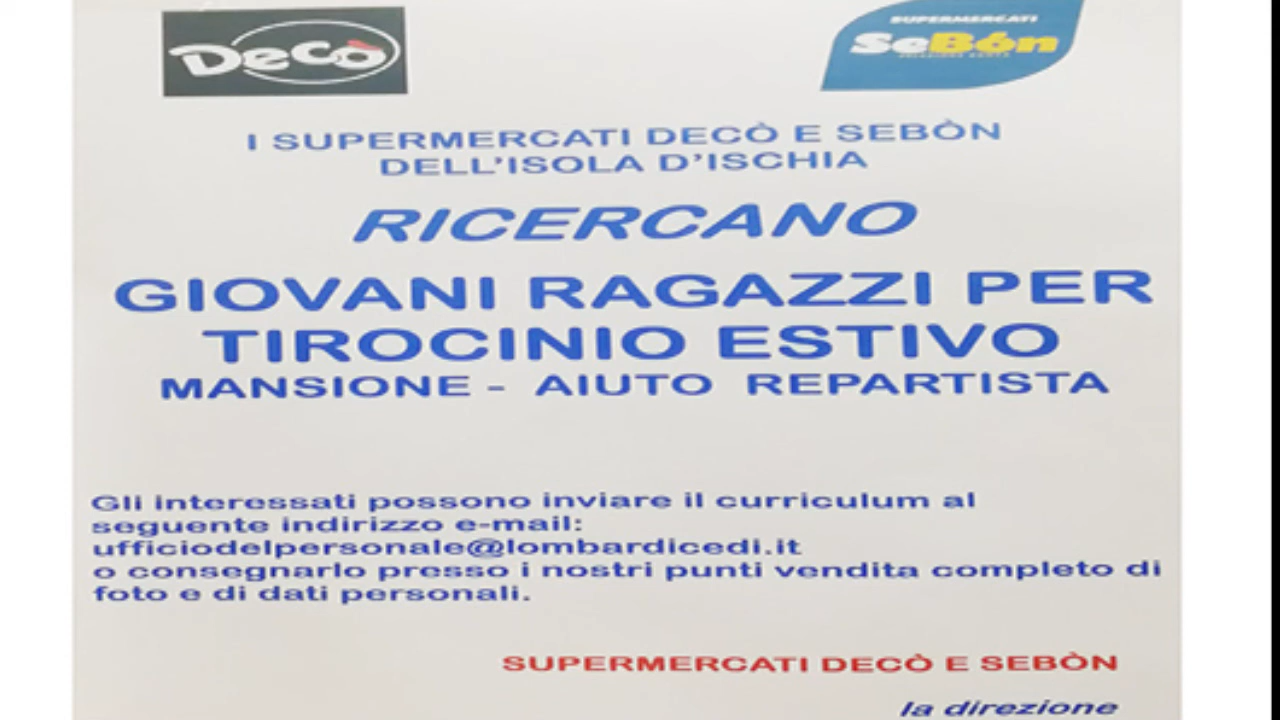 Decò
SUPERMERCATI
SeBón
I SUPERMERCATI DECÒ E SEBÒN
DELL'ISOLA D'ISCHIA
RICERCANO
GIOVANI RAGAZZI PER
TIROCINIO ESTIVO
MANSIONE - AIUTO REPARTISTA
Gli interessati possono inviare il curriculum al
seguente indirizzo e-mail:
ufficiodelpersonale@lombardicedi.it
o consegnarlo presso i nostri punti vendita completo di
foto e di dati personali.
SUPERMERCATI DECÒ E SEBÒN
la direzione